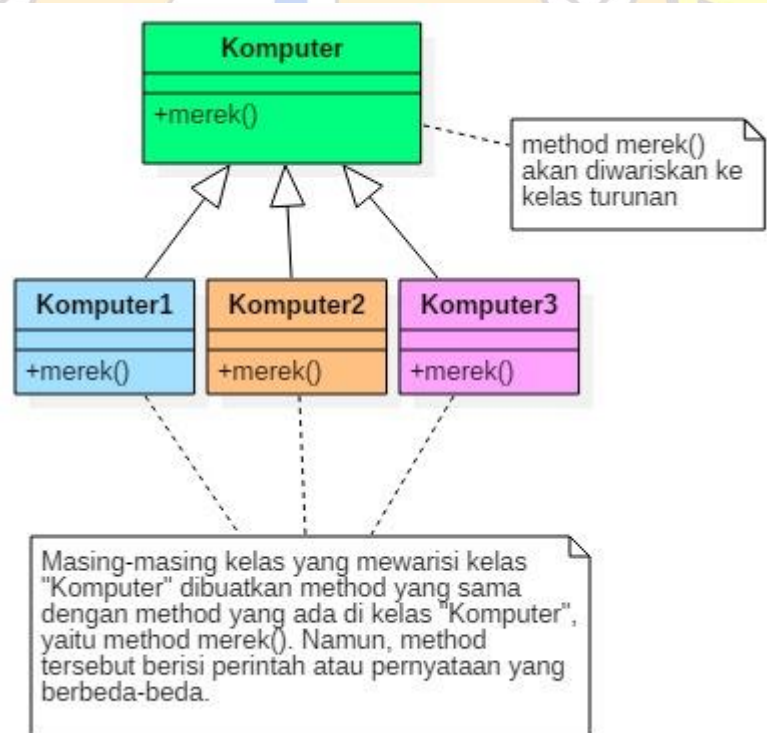 Komputer
+merek()
method merek()
akan diwariskan ke
kelas turunan
Komputer1
+merek()
Komputer2
+merek()
Komputer3
+merek()
Masing-masing kelas yang mewarisi kelas
"Komputer" dibuatkan method yang sama
dengan method yang ada di kelas "Komputer",
yaitu method merek(). Namun, method
tersebut berisi perintah atau pernyataan yang
berbeda-beda.